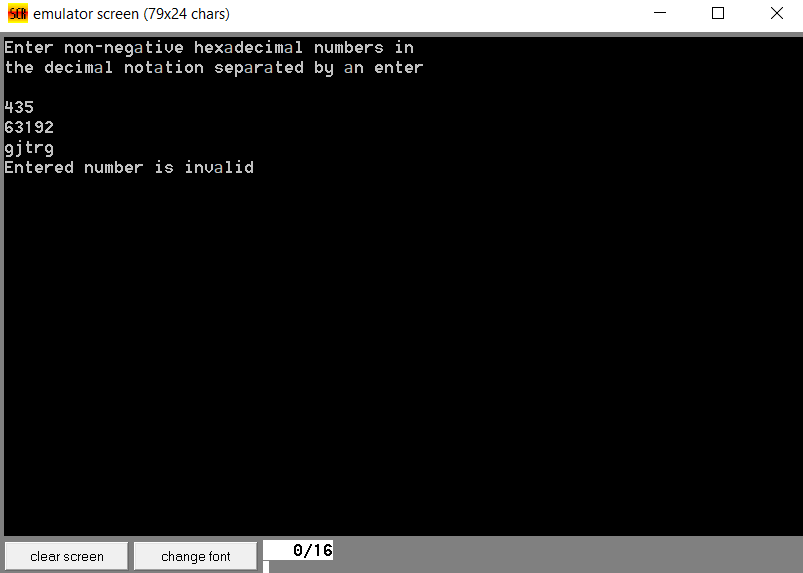 emulator screen (79x24 chars)
Enter non-negative hexadecimal numbers in
the decimal notation separated by an enter
435
63192
gjtrg
Entered number is invalid
clear screen change font 0/16